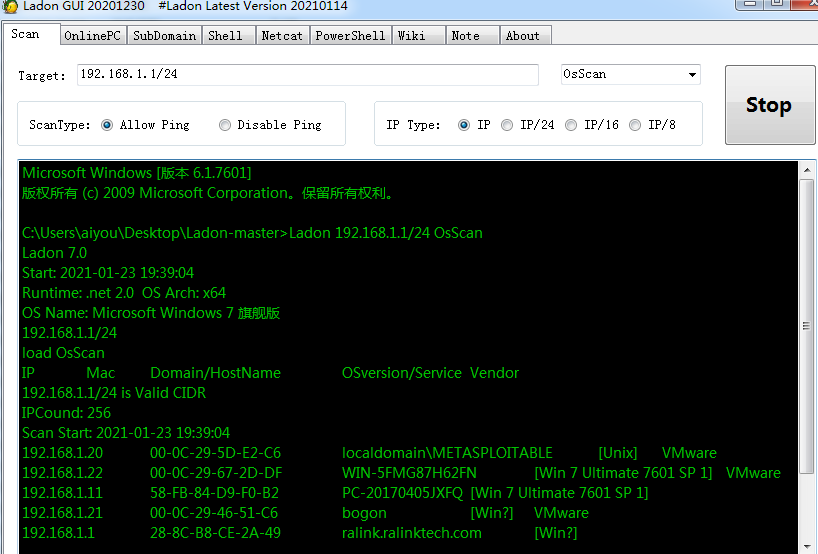 Ladon GUI 20201230 #Ladon Latest Version 20210114
Scan OnlinePC SubDomain Shell Netcat PowerShell Wiki Note About
Target: 192.168.1.1/24 OsScan
Stop
ScanType: Allow Ping Disable Ping IP Type: IP IP/24 IP/16 IP/8
Microsoft Windows [版本 6.1.7601]
版权所有 (c) 2009 Microsoft Corporation。保留所有权利。
C:\Users\aiyou\Desktop\Ladon-master>Ladon 192.168.1.1/24 OsScan
Ladon 7.0
Start: 2021-01-23 19:39:04
Runtime: .net 2.0 OS Arch: x64
OS Name: Microsoft Windows 7 旗舰版
192.168.1.1/24
load OsScan
IP Mac Domain/HostName OSversion/Service Vendor
192.168.1.1/24 is Valid CIDR
IPCound: 256
Scan Start: 2021-01-23 19:39:04
192.168.1.20 00-0C-29-5D-E2-C6 localdomain\METASPLOITABLE [Unix] VMware
192.168.1.22 00-0C-29-67-2D-DF WIN-5FMG87H62FN [Win 7 Ultimate 7601 SP 1] VMware
192.168.1.11 58-FB-84-D9-F0-B2 PC-20170405JXFQ [Win 7 Ultimate 7601 SP 1]
192.168.1.21 00-0C-29-46-51-C6 bogon [Win?] VMware
192.168.1.1 28-8C-B8-CE-2A-49 ralink.ralinktech.com [Win?]